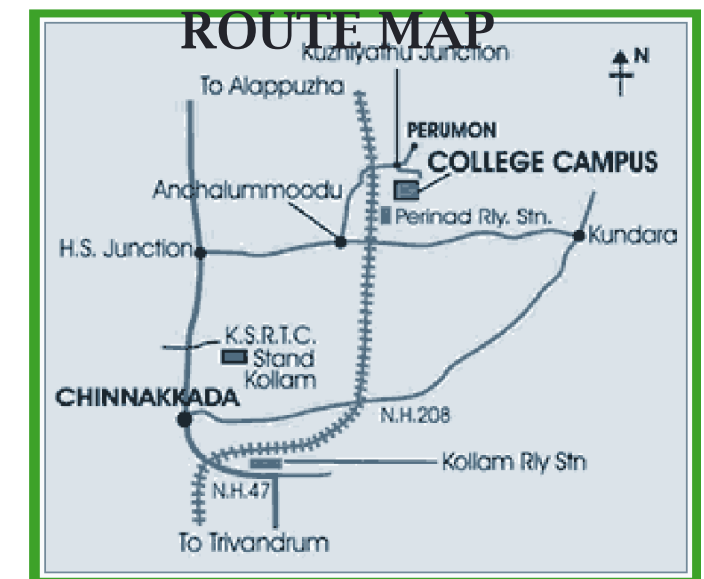 ROUTE MAP
Kuzhiyathu Junction
N
To Alappuzha
PERUMON
COLLEGE CAMPUS
Anchalummoodu
Perinad Rly. Stn.
H.S. Junction
Kundara
K.S.R.T.C.
Stand
Kollam
CHINNAKKADA
N.H.208
Kollam Rly Stn
N.H.47
To Trivandrum